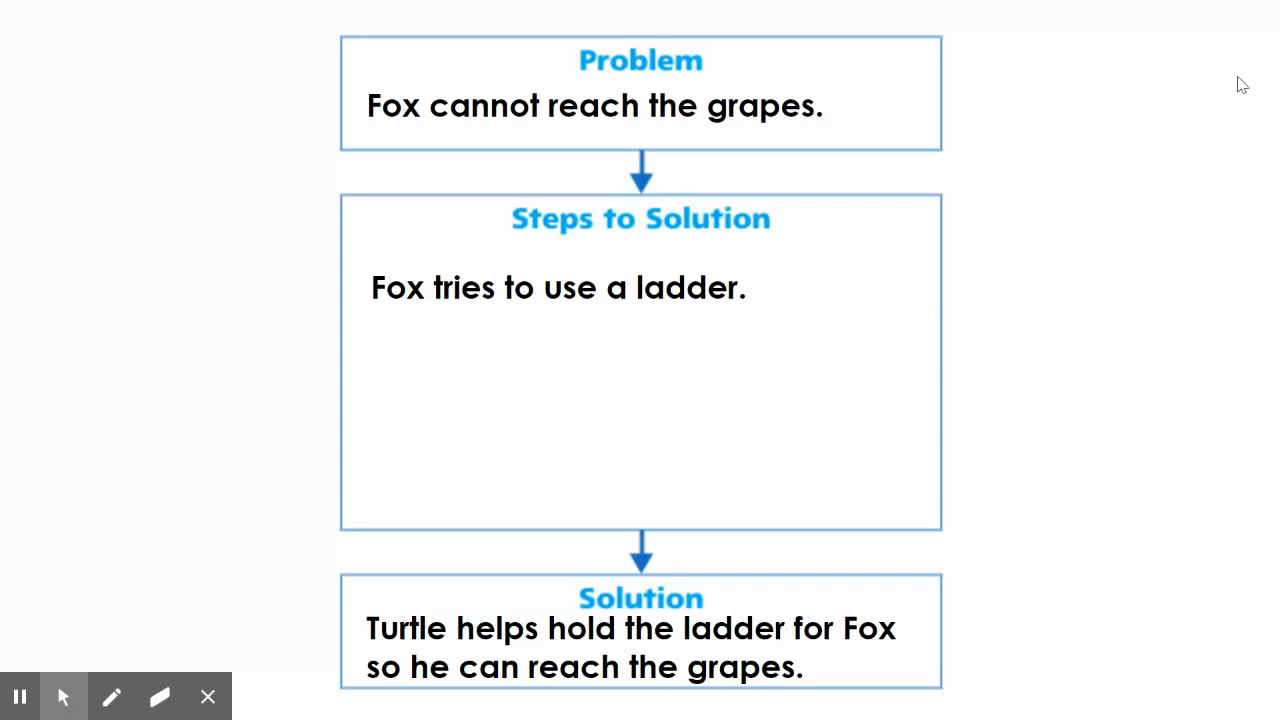 Problem
Fox cannot reach the grapes.
Steps to Solution
Fox tries to use a ladder.
Solution
Turtle helps hold the ladder for Fox
so he can reach the grapes.